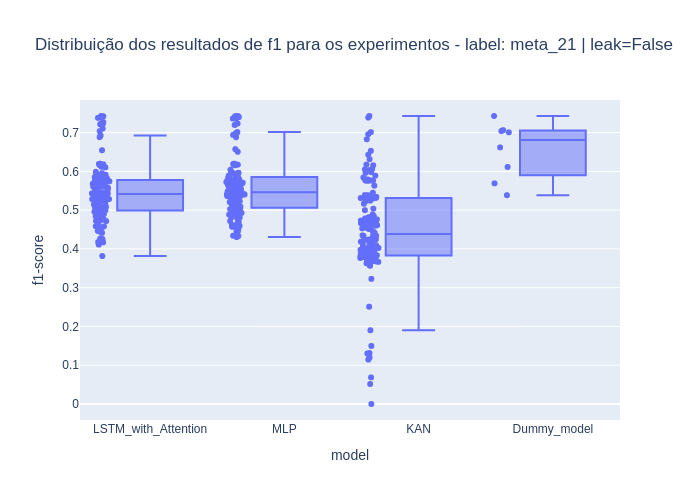 Distribuição dos resultados de f1 para os experimentos - label: meta_21 | leak=False
f1-score
0.7
0.6
0.5
0.4
0.3
0.2
0.1
0
LSTM_with_Attention
MLP
KAN
Dummy_model
model